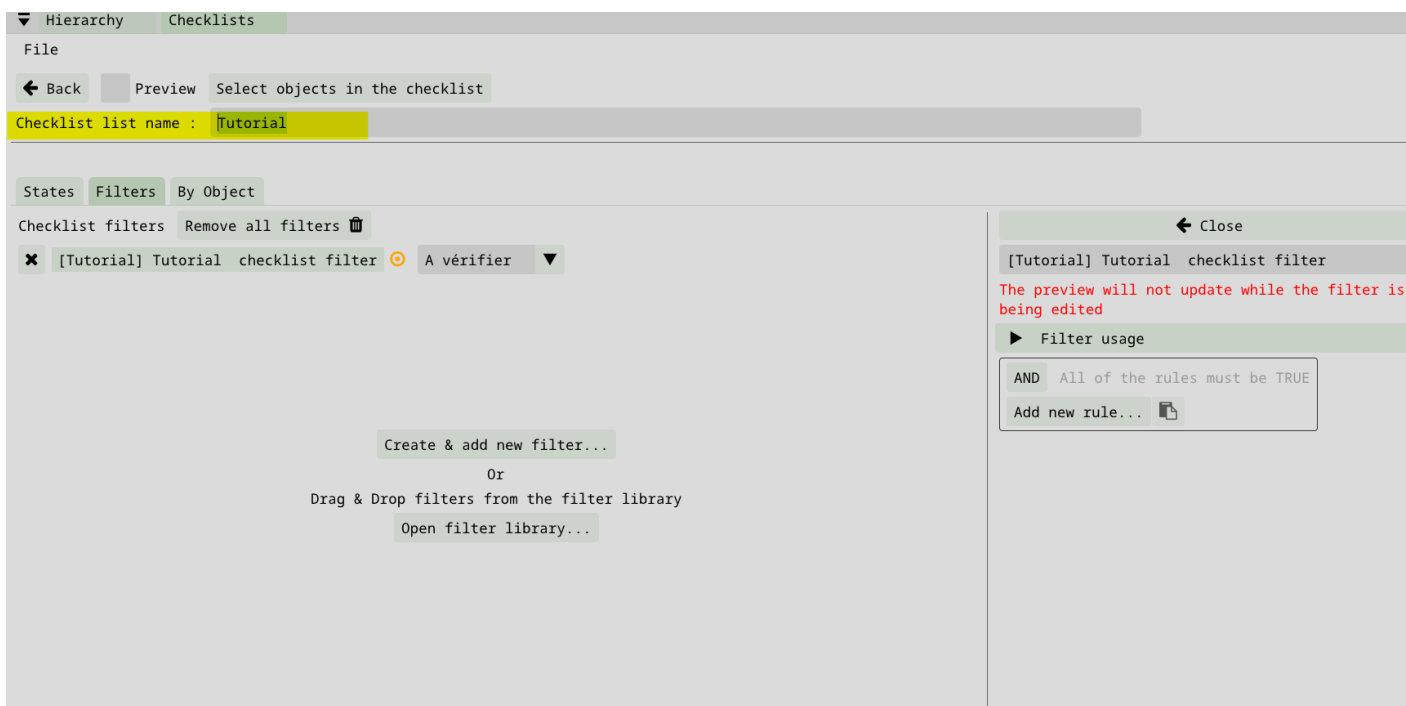 Hierarchy Checklists
File
Back Preview Select objects in the checklist
Checklist list name : Tutorial
States Filters By Object
Checklist filters Remove all filters
[Tutorial] Tutorial  checklist filter A vérifier
Create & add new filter...
Or
Drag & Drop filters from the filter library
Open filter library...
Close
[Tutorial] Tutorial  checklist filter
The preview will not update while the filter is
being edited
Filter usage
AND All of the rules must be TRUE
Add new rule...